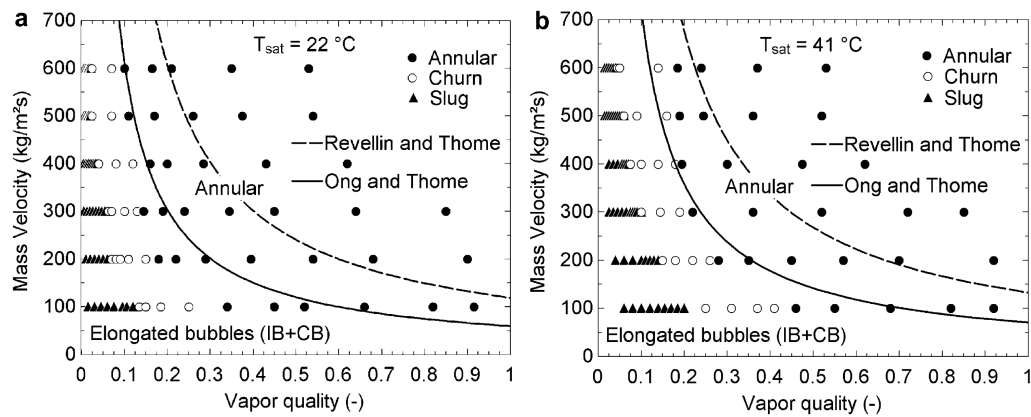 a
T_sat = 22 °C
Annular
Churn
Slug
Revellin and Thome
Annular
Ong and Thome
Elongated bubbles (IB+CB)
Mass Velocity (kg/m²s)
700
600
500
400
300
200
100
0
0 0.1 0.2 0.3 0.4 0.5 0.6 0.7 0.8 0.9 1
Vapor quality (-)
b
T_sat = 41 °C
Annular
Churn
Slug
Revellin and Thome
Annular
Ong and Thome
Elongated bubbles (IB+CB)
Mass Velocity (kg/m²s)
700
600
500
400
300
200
100
0
0 0.1 0.2 0.3 0.4 0.5 0.6 0.7 0.8 0.9 1
Vapor quality (-)